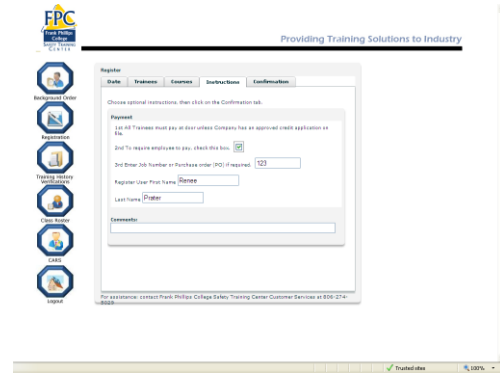 FPC
Frank Phillips
College
Safety Training
Center
Providing Training Solutions to Industry
Background Order
Registration
Training History
Verifications
Class Roster
CARS
Logout
Register
Date Trainees Courses Instructions Confirmation
Choose optional instructions, then click on the Confirmation tab.
Payment
1st All Trainees must pay at door unless Company has an approved credit application on
file.
2nd To require employee to pay, check this box.
3rd Enter Job Number or Purchase order (PO) if required. 123
Register User First Name Renee
Last Name Prater
Comments:
For assistance: contact Frank Phillips College Safety Training Center Customer Services at 806-274-
Trusted sites 100%